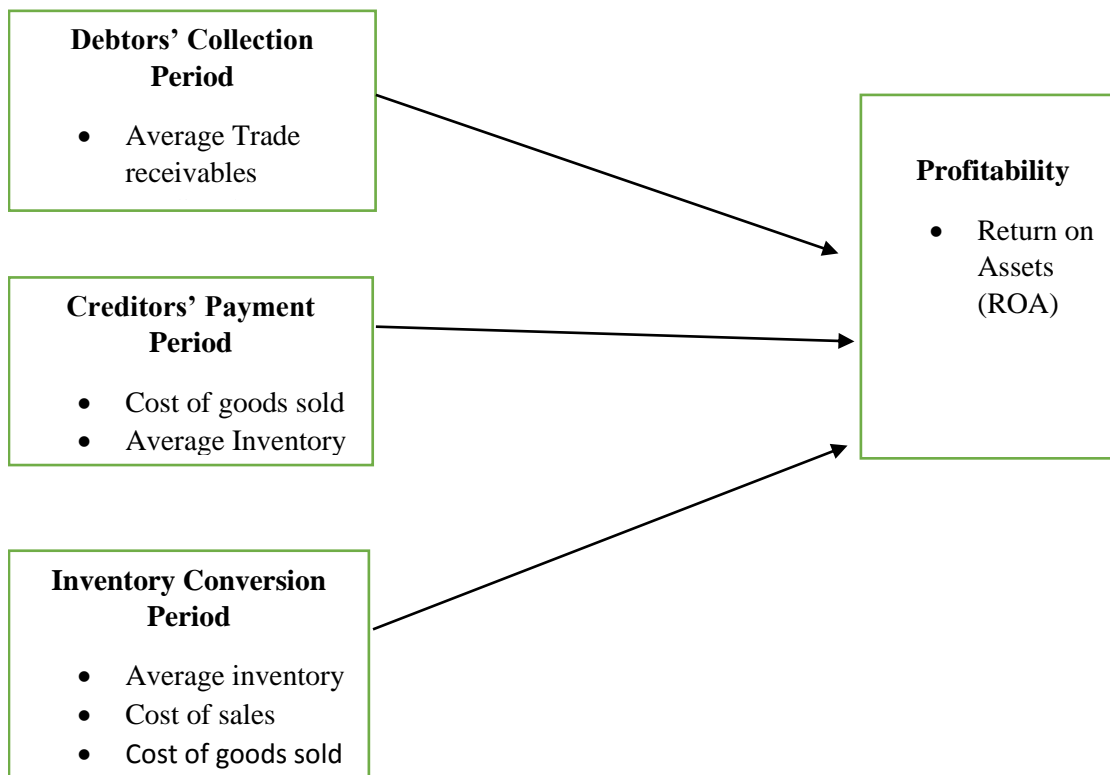 Debtors’ Collection
Period
• Average Trade
receivables
Creditors’ Payment
Period
• Cost of goods sold
• Average Inventory
Inventory Conversion
Period
• Average inventory
• Cost of sales
• Cost of goods sold
Profitability
• Return on
Assets
(ROA)